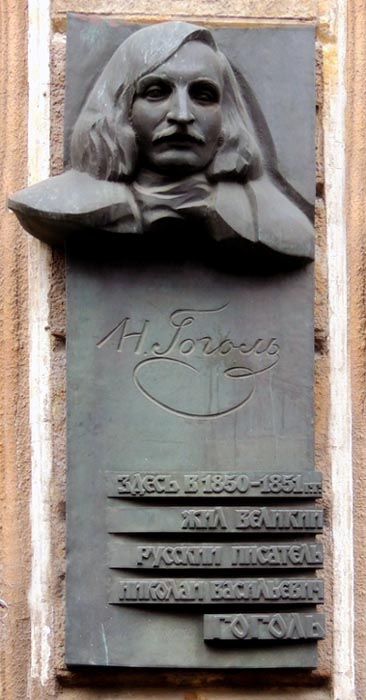 Н. Гоголь
ЗДЕСЬ В 1850-1851 гг.
ЖИЛ ВЕЛИКИЙ
РУССКИЙ ПИСАТЕЛЬ
НИКОЛАЙ ВАСИЛЬЕВИЧ
ГОГОЛЬ